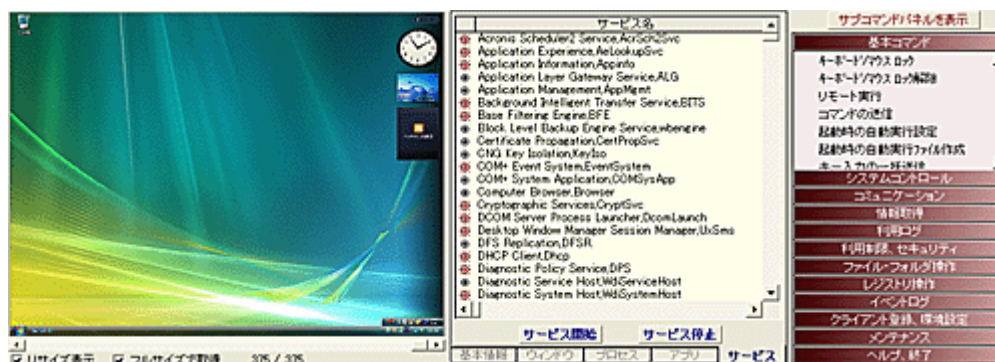 サービス名
Acronis Scheduler2 Service,AcrSch2Svc
Application Experience,AeLookupSvc
Application Information,Appinfo
Application Layer Gateway Service,ALG
Application Management,AppMgmt
Background Intelligent Transfer Service,BITS
Base Filtering Engine,BFE
Block Level Backup Engine Service,wbengine
Certificate Propagation,CertPropSvc
CNG Key Isolation,KeyIso
COM+ Event System,EventSystem
COM+ System Application,COMSysApp
Computer Browser,Browser
Cryptographic Services,CryptSvc
DCOM Server Process Launcher,DcomLaunch
Desktop Window Manager Session Manager,UxSms
DFS Replication,DFSR
DHCP Client,Dhcp
Diagnostic Policy Service,DPS
Diagnostic Service Host,WdiServiceHost
Diagnostic System Host,WdiSystemHost
サービス開始 サービス停止
基本情報 ウィンドウ プロセス アプリ サービス
リサイズ表示 フルサイズで取得 375 / 375
サブコマンドパネルを表示
基本コマンド
キーボード/マウス ロック
キーボード/マウス ロック解除
リモート実行
コマンドの送信
起動時の自動実行設定
起動時の自動実行ファイル作成
キー入力の一括送信
システムコントロール
コミュニケーション
情報取得
利用ログ
利用制限、セキュリティ
ファイル・フォルダ操作
レジストリ操作
イベントログ
クライアント登録、環境設定
メンテナンス
ヘルプ、終了